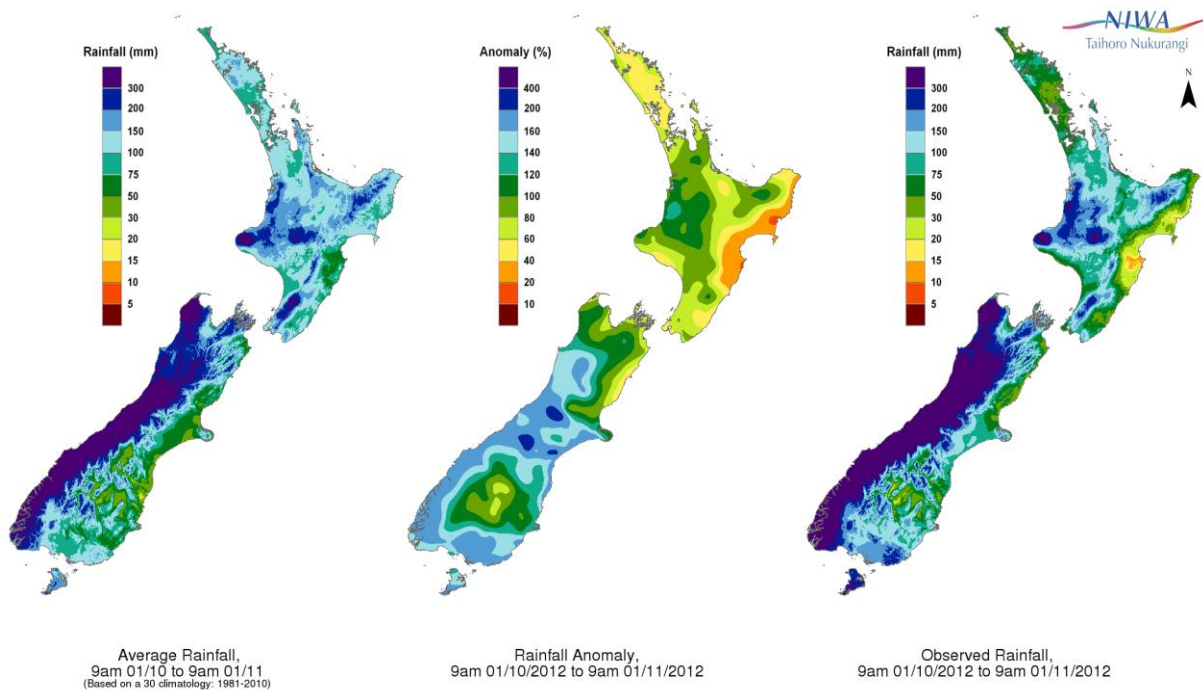 NIWA
Taihoro Nukurangi
N
Rainfall (mm)
300
200
150
100
75
50
30
15
10
5
Anomaly (%)
400
200
160
140
120
100
80
60
40
20
10
Rainfall (mm)
300
200
150
100
75
50
30
15
10
5
Average Rainfall,
9am 01/10 to 9am 01/11
(Based on a 30 climatology: 1981-2010)
Rainfall Anomaly,
9am 01/10/2012 to 9am 01/11/2012
Observed Rainfall,
9am 01/10/2012 to 9am 01/11/2012